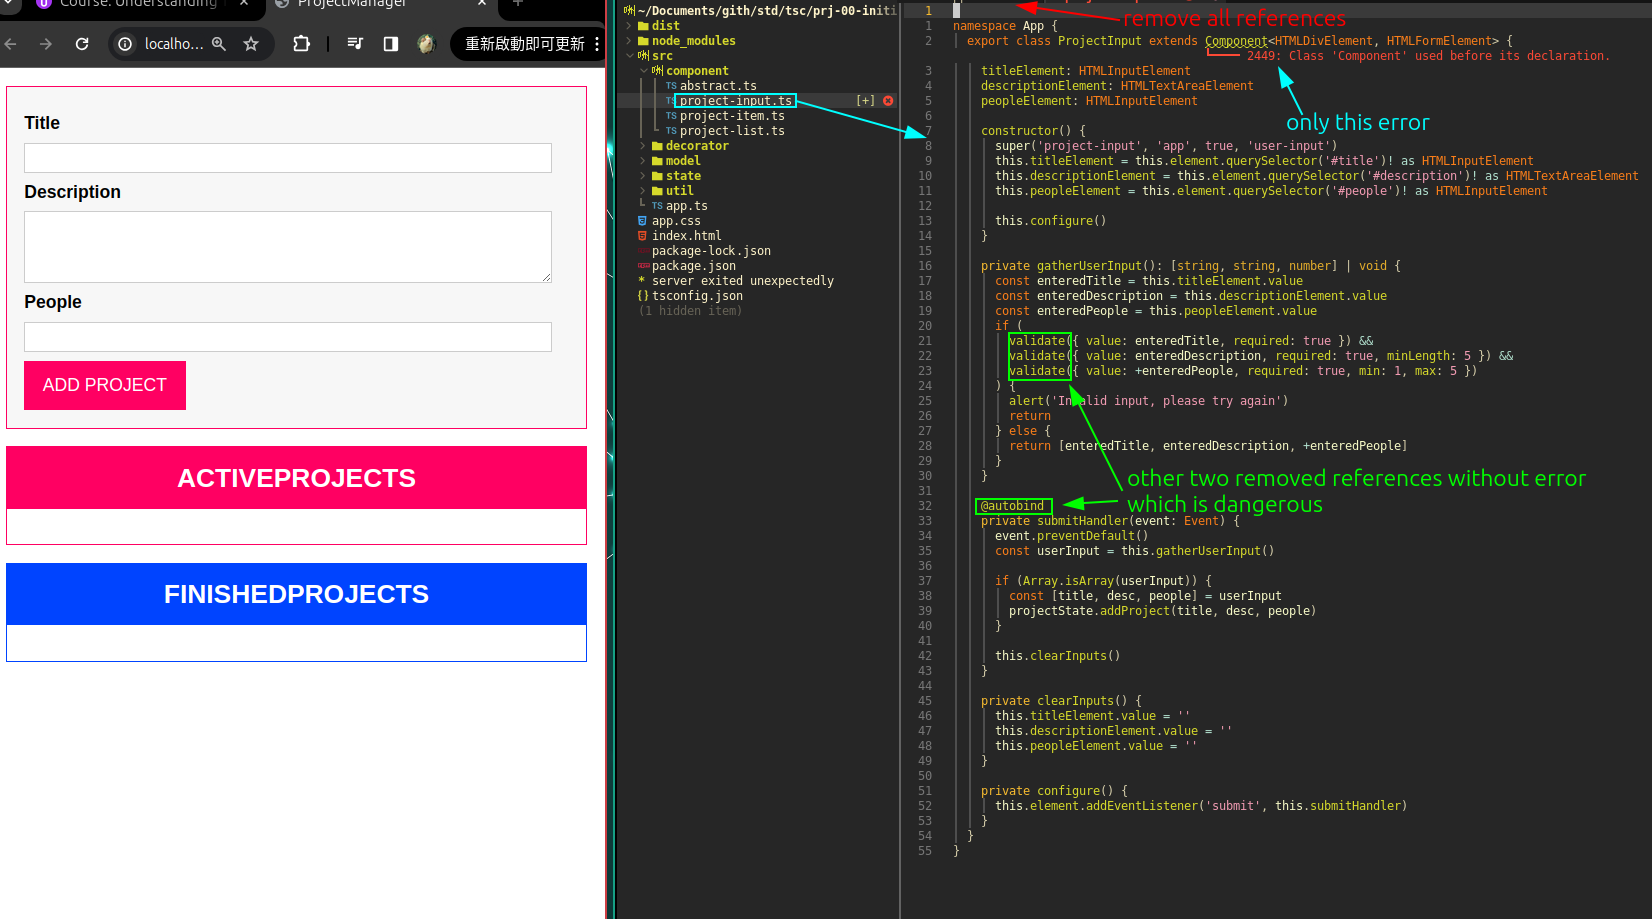 Course: Understanding
ProjectManager
localho...
重新啟動即可更新
Title
Description
People
ADD PROJECT
ACTIVEPROJECTS
FINISHEDPROJECTS
~/Documents/gith/std/tsc/prj-00-initi
dist
node_modules
src
component
TS abstract.ts
TS project-input.ts [+]
TS project-item.ts
TS project-list.ts
decorator
model
state
util
TS app.ts
app.css
index.html
package-lock.json
package.json
* server exited unexpectedly
{} tsconfig.json
(1 hidden item)
remove all references
1
1 namespace App {
2 export class ProjectInput extends Component<HTMLDivElement, HTMLFormElement> {
2449: Class 'Component' used before its declaration.
3 titleElement: HTMLInputElement
4 descriptionElement: HTMLTextAreaElement
5 peopleElement: HTMLInputElement
only this error
6
7 constructor() {
8 super('project-input', 'app', true, 'user-input')
9 this.titleElement = this.element.querySelector('#title')! as HTMLInputElement
10 this.descriptionElement = this.element.querySelector('#description')! as HTMLTextAreaElement
11 this.peopleElement = this.element.querySelector('#people')! as HTMLInputElement
12
13 this.configure()
14 }
15
16 private gatherUserInput(): [string, string, number] | void {
17 const enteredTitle = this.titleElement.value
18 const enteredDescription = this.descriptionElement.value
19 const enteredPeople = this.peopleElement.value
20 if (
21 validate({ value: enteredTitle, required: true }) &&
22 validate({ value: enteredDescription, required: true, minLength: 5 }) &&
23 validate({ value: +enteredPeople, required: true, min: 1, max: 5 })
24 ) {
25 alert('Invalid input, please try again')
26 return
27 } else {
28 return [enteredTitle, enteredDescription, +enteredPeople]
29 }
30 }
other two removed references without error
which is dangerous
31
32 @autobind
33 private submitHandler(event: Event) {
34 event.preventDefault()
35 const userInput = this.gatherUserInput()
36
37 if (Array.isArray(userInput)) {
38 const [title, desc, people] = userInput
39 projectState.addProject(title, desc, people)
40 }
41
42 this.clearInputs()
43 }
44
45 private clearInputs() {
46 this.titleElement.value = ''
47 this.descriptionElement.value = ''
48 this.peopleElement.value = ''
49 }
50
51 private configure() {
52 this.element.addEventListener('submit', this.submitHandler)
53 }
54 }
55 }